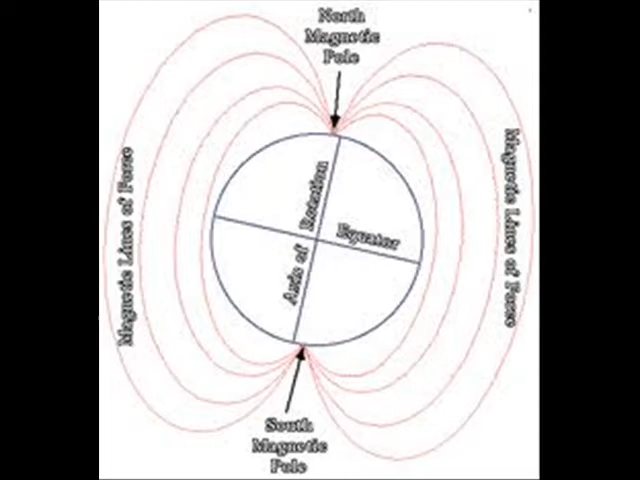 North
Magnetic
Pole
Magnetic Lines of Force
Axis of Rotation
Equator
Magnetic Lines of Force
South
Magnetic
Pole